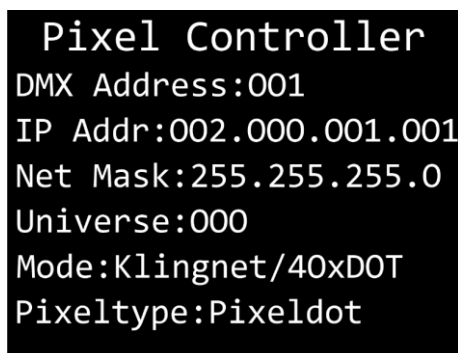 Pixel Controller
DMX Address:001
IP Addr:002.000.001.001
Net Mask:255.255.255.0
Universe:000
Mode:Klingnet/40xDOT
Pixeltype:Pixeldot